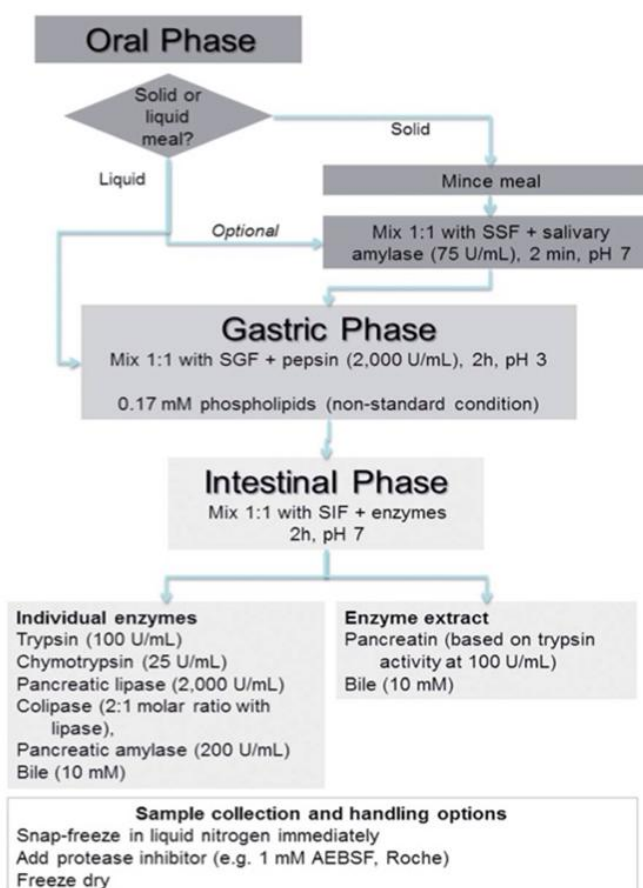 Oral Phase
Solid or
liquid
meal?
Solid
Liquid
Mince meal
Optional
Mix 1:1 with SSF + salivary
amylase (75 U/mL), 2 min, pH 7
Gastric Phase
Mix 1:1 with SGF + pepsin (2,000 U/mL), 2h, pH 3
0.17 mM phospholipids (non-standard condition)
Intestinal Phase
Mix 1:1 with SIF + enzymes
2h, pH 7
Individual enzymes
Trypsin (100 U/mL)
Chymotrypsin (25 U/mL)
Pancreatic lipase (2,000 U/mL)
Colipase (2:1 molar ratio with
lipase),
Pancreatic amylase (200 U/mL)
Bile (10 mM)
Enzyme extract
Pancreatin (based on trypsin
activity at 100 U/mL)
Bile (10 mM)
Sample collection and handling options
Snap-freeze in liquid nitrogen immediately
Add protease inhibitor (e.g. 1 mM AEBSF, Roche)
Freeze dry